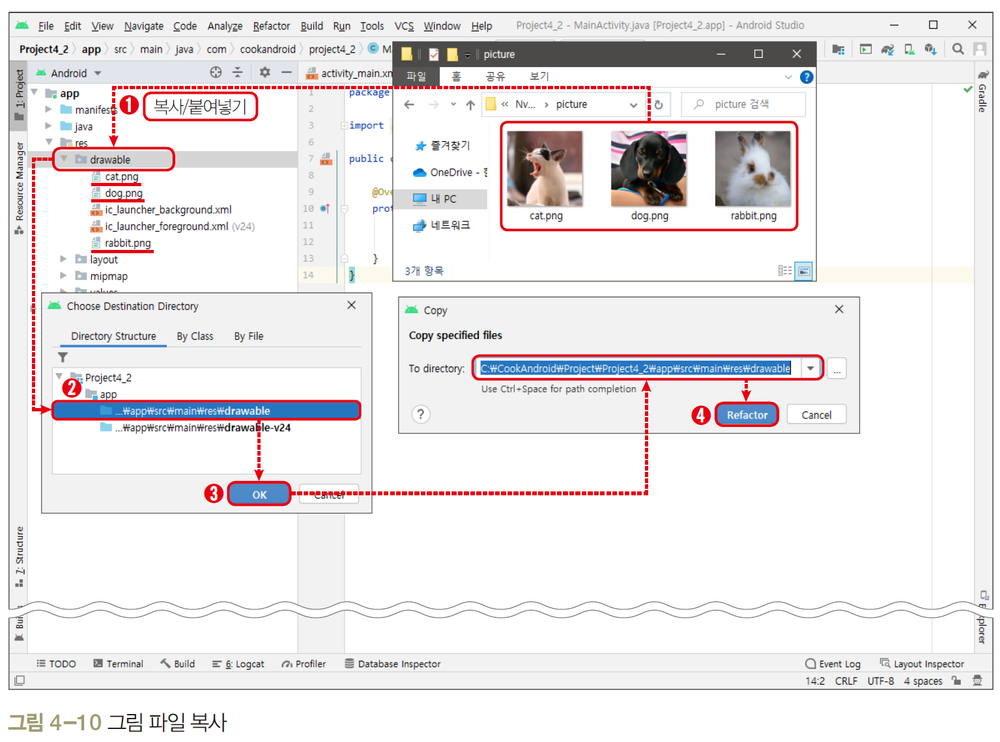 File Edit View Navigate Code Analyze Refactor Build Run Tools VCS Window Help Project4_2 - MainActivity.java [Project4_2.app] - Android Studio
Project4_2 〉 app 〉 src 〉 main 〉 java 〉 com 〉 cookandroid 〉 project4_2 〉 C M
Android
activity_main.xm
1: Project
Resource Manager
7: Structure
app
manifests
java
res
drawable
cat.png
dog.png
ic_launcher_background.xml
ic_launcher_foreground.xml (v24)
rabbit.png
layout
mipmap
values
1 복사/붙여넣기
1 package
2
3 import
6
7 public c
8
9 @Ove
10 prot
11
12
13 }
14 }
picture
파일 홈 공유 보기
« Nv... › picture
picture 검색
즐겨찾기
OneDrive - 한
내 PC
네트워크
cat.png dog.png rabbit.png
3개 항목
Gradle
Choose Destination Directory
Directory Structure By Class By File
Project4_2
2
app
...₩app₩src₩main₩res₩drawable
...₩app₩src₩main₩res₩drawable-v24
3 OK Cancel
Copy
Copy specified files
To directory: C:₩CookAndroid₩Project₩Project4_2₩app₩src₩main₩res₩drawable ...
Use Ctrl+Space for path completion
? 4 Refactor Cancel
TODO Terminal Build 6: Logcat Profiler Database Inspector Event Log Layout Inspector
14:2 CRLF UTF-8 4 spaces
그림 4-10 그림 파일 복사